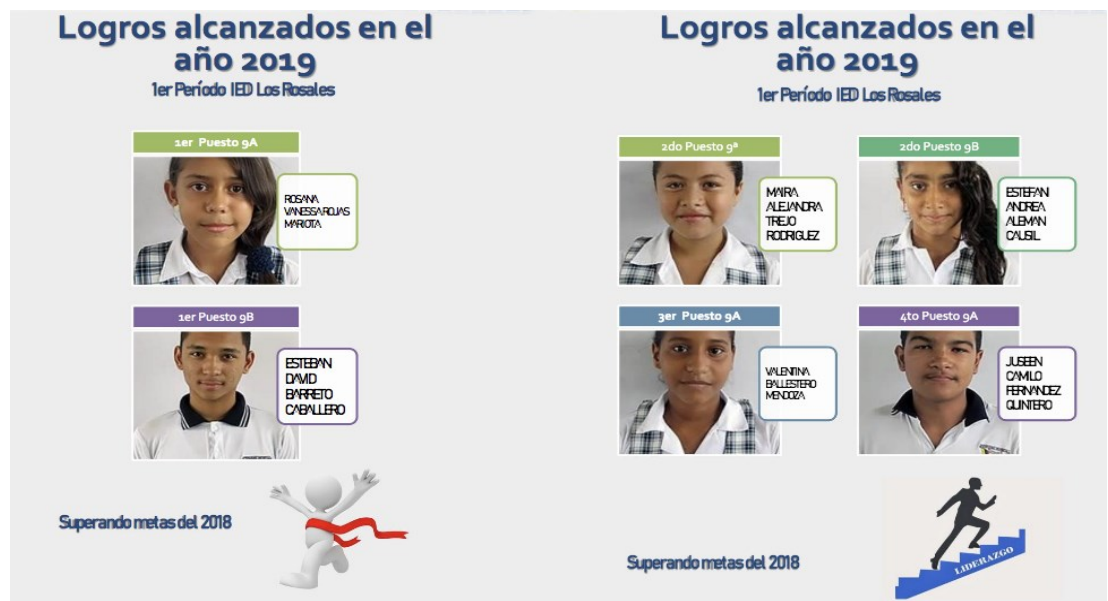 Logros alcanzados en el
año 2019
1er Período IED Los Rosales
1er Puesto 9A
ROSANA
VANESSA ROJAS
MARIOTA
1er Puesto 9B
ESTEBAN
DAVID
BARRETO
CABALLERO
Superando metas del 2018
Logros alcanzados en el
año 2019
1er Período IED Los Rosales
2do Puesto 9ª
MAIRA
ALEJANDRA
TREJO
RODRIGUEZ
2do Puesto 9B
ESTEFANI
ANDREA
ALEMAN
CAUSIL
3er Puesto 9A
VALENTINA
BALLESTERO
MENDOZA
4to Puesto 9A
JUSEEN
CAMILO
FERNANDEZ
QUINTERO
LIDERAZGO
Superando metas del 2018